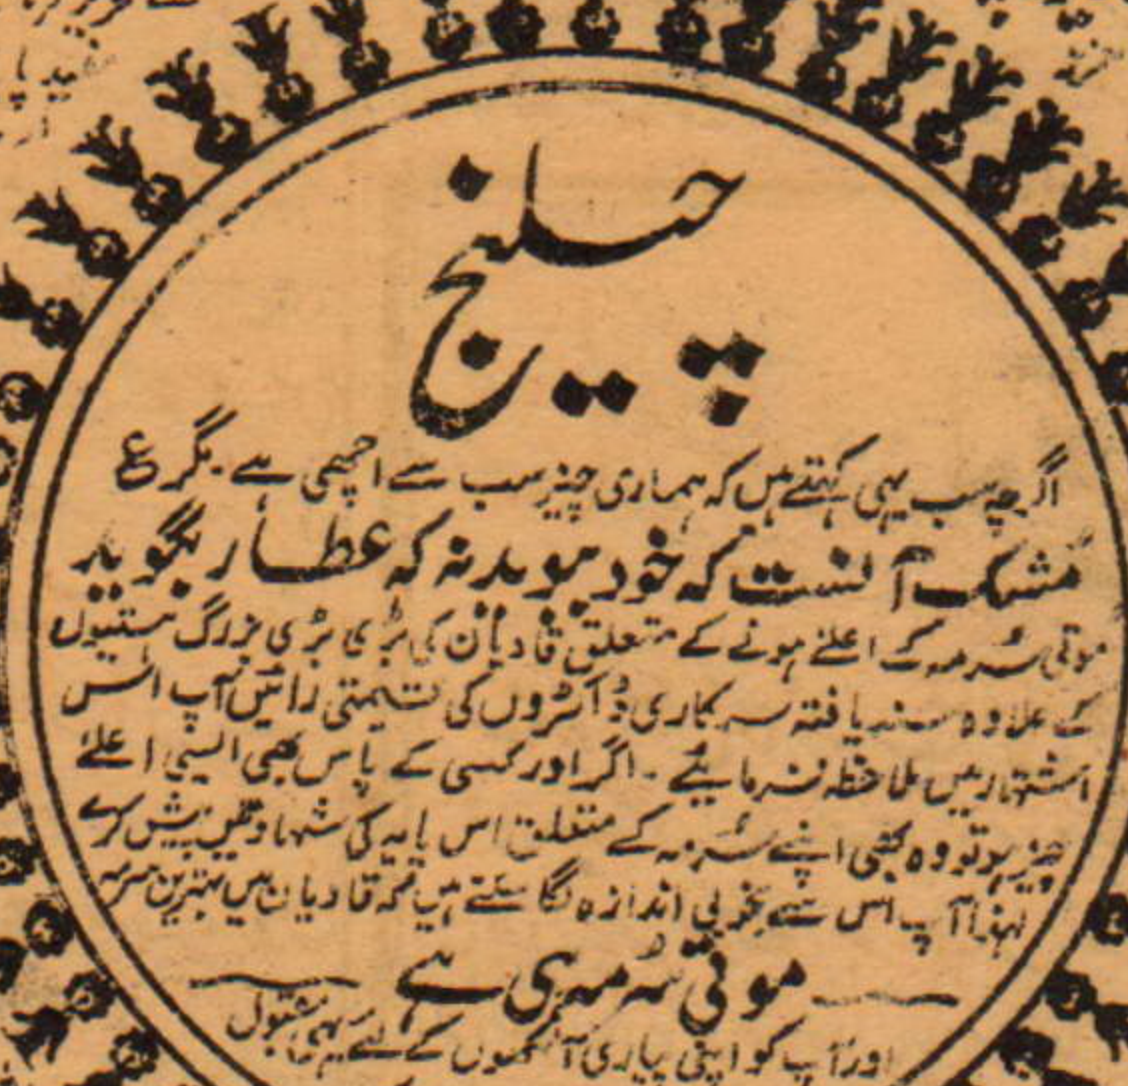 چیلنج
اگرچہ سب یہی کہتے ہیں کہ ہماری چیز سب سے اچھی ہے۔ مگر ع
مشک آنست کہ خود ببوید نہ کہ عطار بگوید
موتی سُرمہ کے اعلےٰ ہونے کے متعلق قادیان کی بڑی بڑی بزرگ ہستیوں
کے علاوہ سند یافتہ سرکاری ڈاکٹروں کی قیمتی رائیں آپ اس
اشتہار میں ملاحظہ فرمایئے۔ اگر اور کسی کے پاس بھی ایسی اعلےٰ
چیز ہو تو وہ بھی اپنے سُرمہ کے متعلق اس پایہ کی شہادتیں پیش کرے
لہٰذا آپ اس سے بخوبی اندازہ لگا سکتے ہیں کہ قادیان میں بہترین سرمہ
موتی سُرمہ ہی ہے
اور آپ کو اپنی پیاری آنکھوں کے لئے یہی مقبول